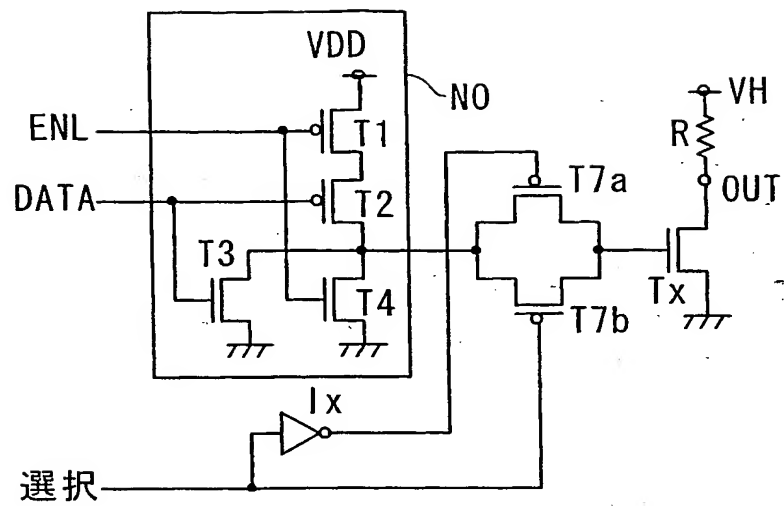 VDD
NO
VH
ENL
T1
R
T7a
OUT
DATA
T2
T3
T4
Tx
T7b
Ix
選択